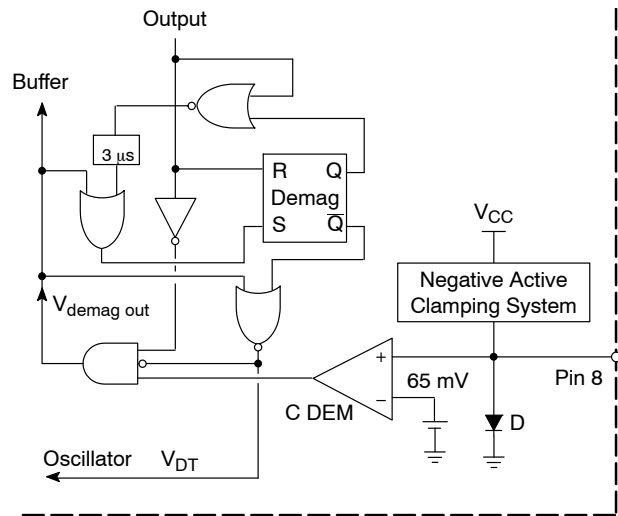 Output
Buffer
3 μs
R Q
Demag
S Q̅
VCC
Negative Active
Clamping System
Vdemag out
65 mV
Pin 8
+
−
C DEM
D
Oscillator VDT